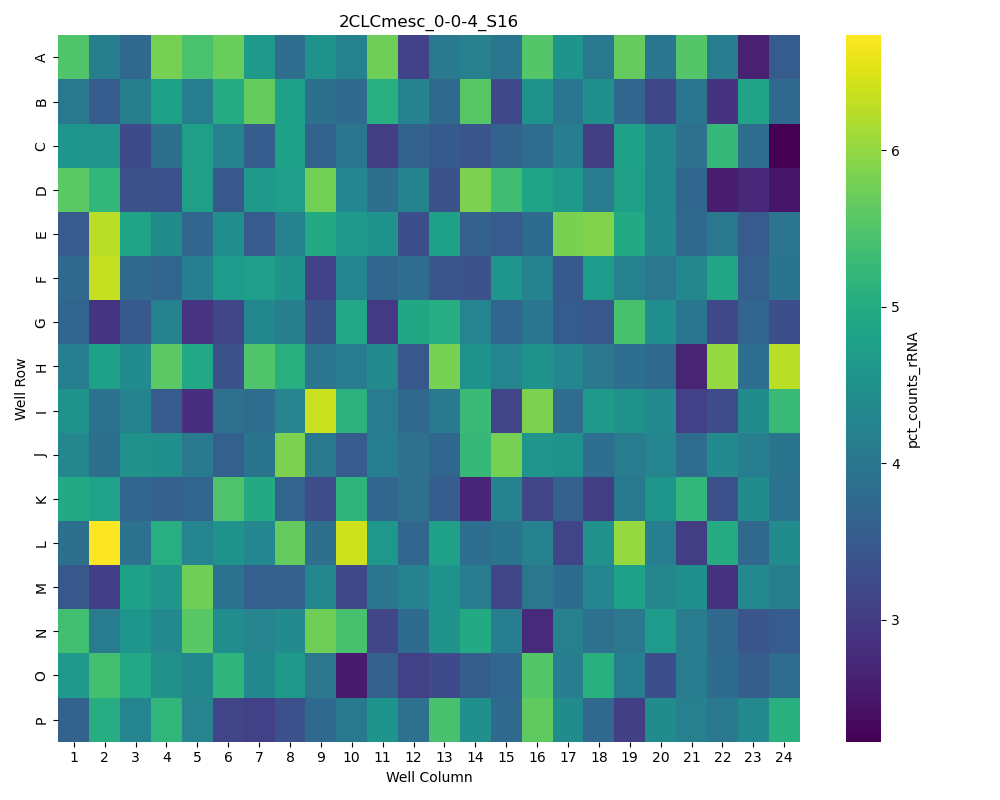 2CLCmesc_0-0-4_S16
A
B
C
D
E
F
G
H
I
J
K
L
M
N
O
P
Well Row
1 2 3 4 5 6 7 8 9 10 11 12 13 14 15 16 17 18 19 20 21 22 23 24
Well Column
6
5
4
3
pct_counts_rRNA